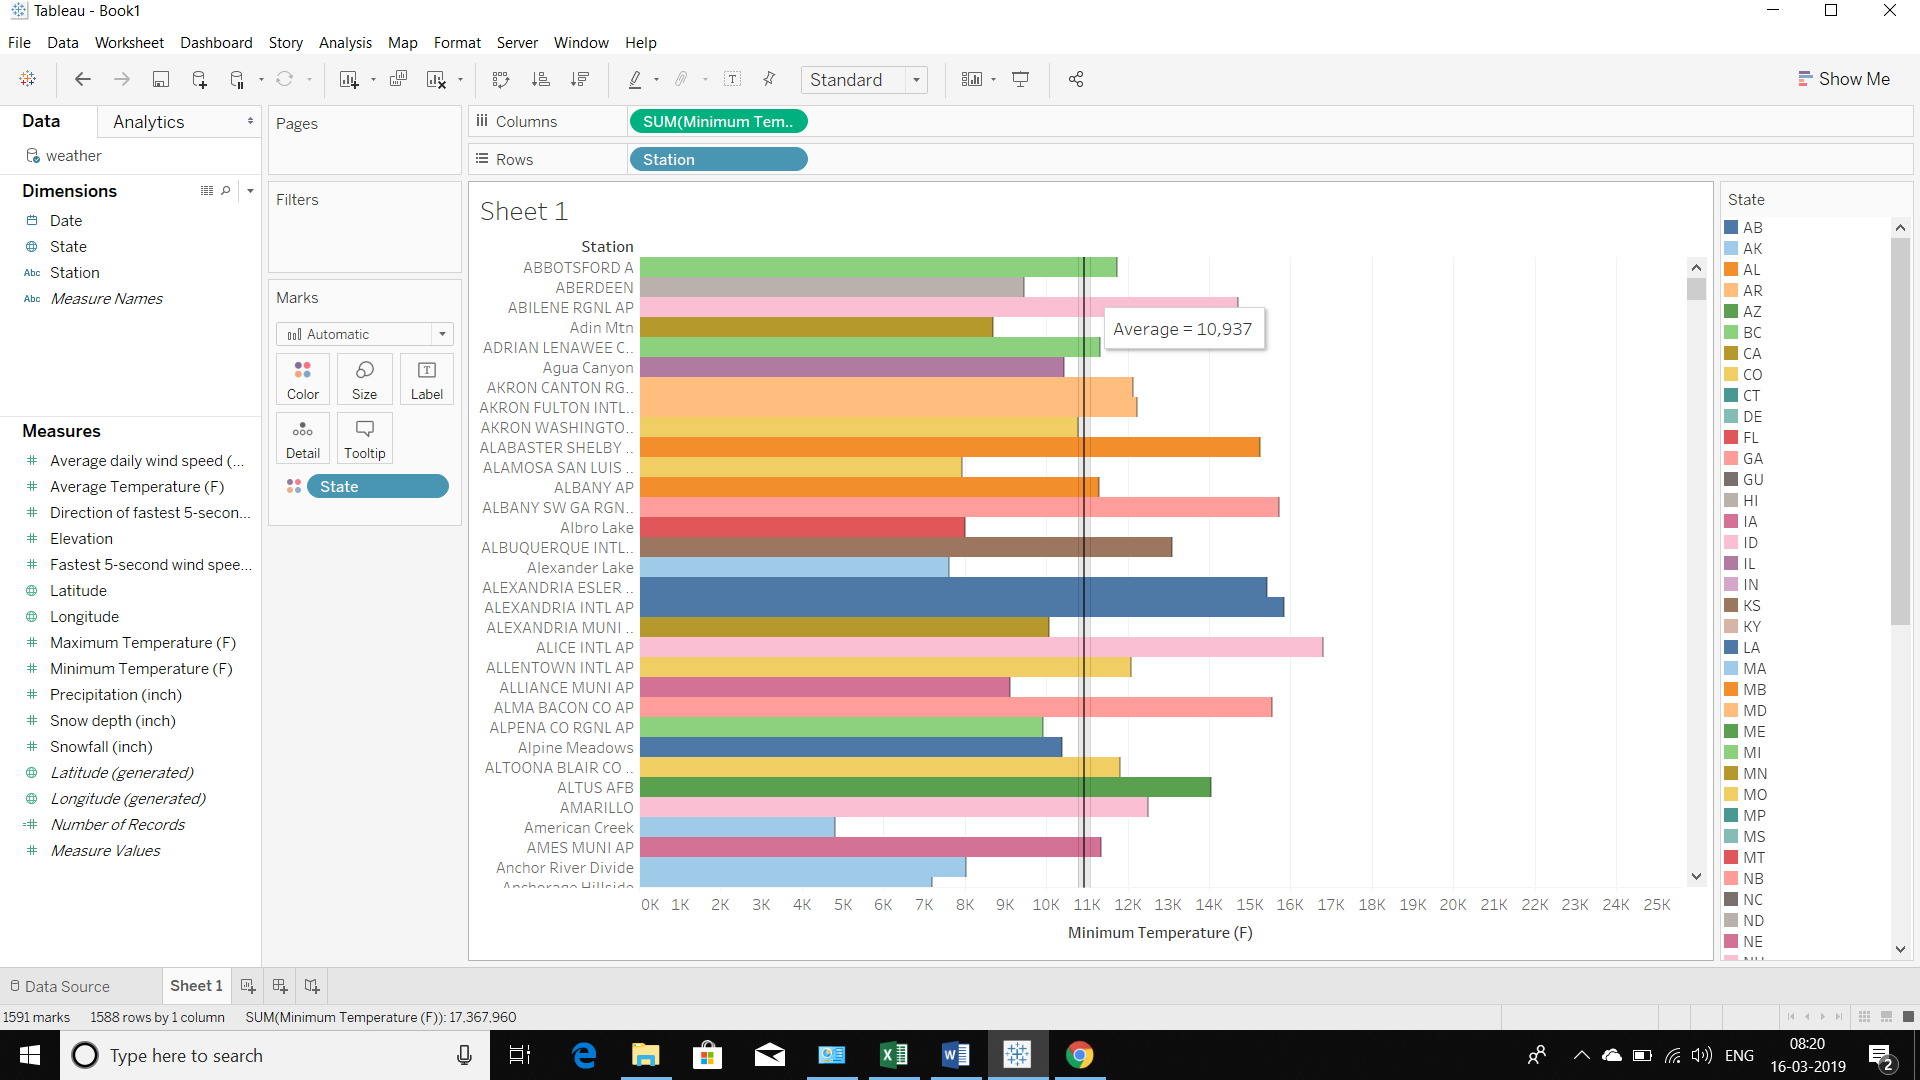 Tableau - Book1
File Data Worksheet Dashboard Story Analysis Map Format Server Window Help
Standard
Show Me
Data Analytics
weather
Dimensions
Date
State
Abc Station
Abc Measure Names
Measures
Average daily wind speed (...
Average Temperature (F)
Direction of fastest 5-secon...
Elevation
Fastest 5-second wind spee...
Latitude
Longitude
Maximum Temperature (F)
Minimum Temperature (F)
Precipitation (inch)
Snow depth (inch)
Snowfall (inch)
Latitude (generated)
Longitude (generated)
Number of Records
Measure Values
Pages
Filters
Marks
Automatic
Color Size Label
Detail Tooltip
State
Columns SUM(Minimum Tem..
Rows Station
Sheet 1
Station
ABBOTSFORD A
ABERDEEN
ABILENE RGNL AP
Adin Mtn
ADRIAN LENAWEE C..
Agua Canyon
AKRON CANTON RG..
AKRON FULTON INTL..
AKRON WASHINGTO..
ALABASTER SHELBY ..
ALAMOSA SAN LUIS ..
ALBANY AP
ALBANY SW GA RGN..
Albro Lake
ALBUQUERQUE INTL..
Alexander Lake
ALEXANDRIA ESLER ..
ALEXANDRIA INTL AP
ALEXANDRIA MUNI ..
ALICE INTL AP
ALLENTOWN INTL AP
ALLIANCE MUNI AP
ALMA BACON CO AP
ALPENA CO RGNL AP
Alpine Meadows
ALTOONA BLAIR CO ..
ALTUS AFB
AMARILLO
American Creek
AMES MUNI AP
Anchor River Divide
Anchorage Hillside
Average = 10,937
0K 1K 2K 3K 4K 5K 6K 7K 8K 9K 10K 11K 12K 13K 14K 15K 16K 17K 18K 19K 20K 21K 22K 23K 24K 25K
Minimum Temperature (F)
State
AB
AK
AL
AR
AZ
BC
CA
CO
CT
DE
FL
GA
GU
HI
IA
ID
IL
IN
KS
KY
LA
MA
MB
MD
ME
MI
MN
MO
MP
MS
MT
NB
NC
ND
NE
Data Source Sheet 1
1591 marks 1588 rows by 1 column SUM(Minimum Temperature (F)): 17,367,960
Type here to search
ENG
08:20
16-03-2019
2